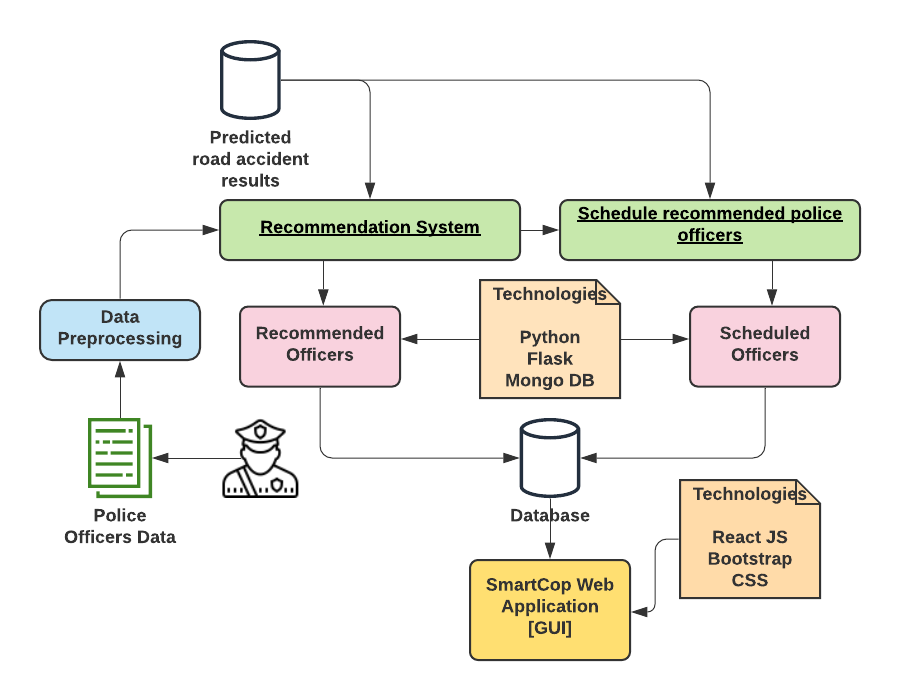 Predicted
road accident
results
Recommendation System
Schedule recommended police
officers
Technologies
Python
Flask
Mongo DB
Data
Preprocessing
Recommended
Officers
Scheduled
Officers
Police
Officers Data
Database
Technologies
React JS
Bootstrap
CSS
SmartCop Web
Application
[GUI]